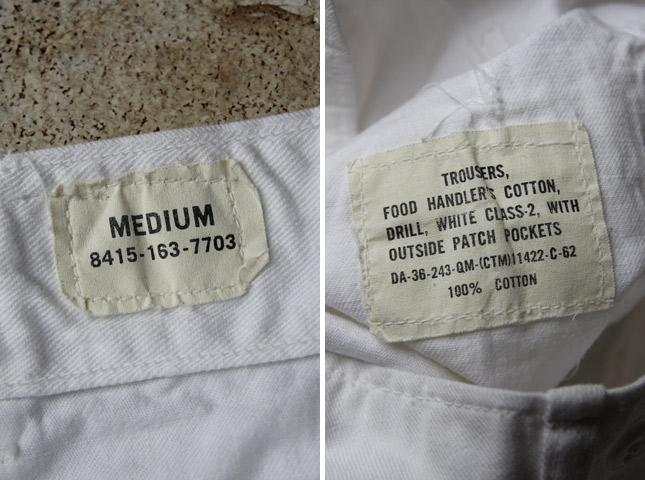 MEDIUM
8415-163-7703
TROUSERS,
FOOD HANDLER'S COTTON,
DRILL, WHITE CLASS-2, WITH
OUTSIDE PATCH POCKETS
DA-36-243-QM-(CTM)11422-C-62
100% COTTON